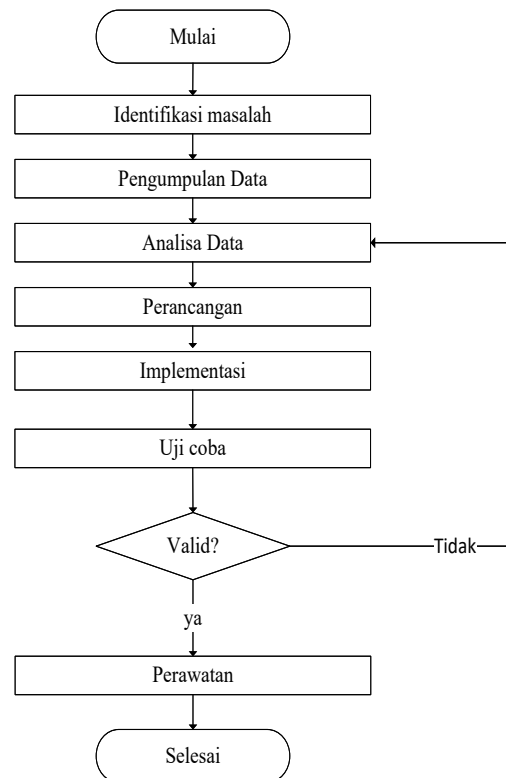 Mulai
Identifikasi masalah
Pengumpulan Data
Analisa Data
Perancangan
Implementasi
Uji coba
Valid?
Tidak
ya
Perawatan
Selesai